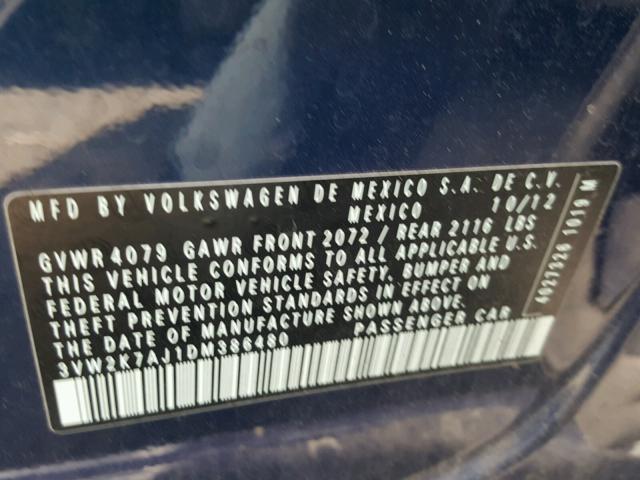 MFD BY VOLKSWAGEN DE MEXICO S.A. DE C.V.
MEXICO 10/12
GVWR 4079 GAWR FRONT 2072 / REAR 2116 LBS
THIS VEHICLE CONFORMS TO ALL APPLICABLE U.S.
FEDERAL MOTOR VEHICLE SAFETY, BUMPER AND
THEFT PREVENTION STANDARDS IN EFFECT ON
THE DATE OF MANUFACTURE SHOWN ABOVE.
3VW2K7AJ1DM386480 PASSENGER CAR
4027526 1019 M